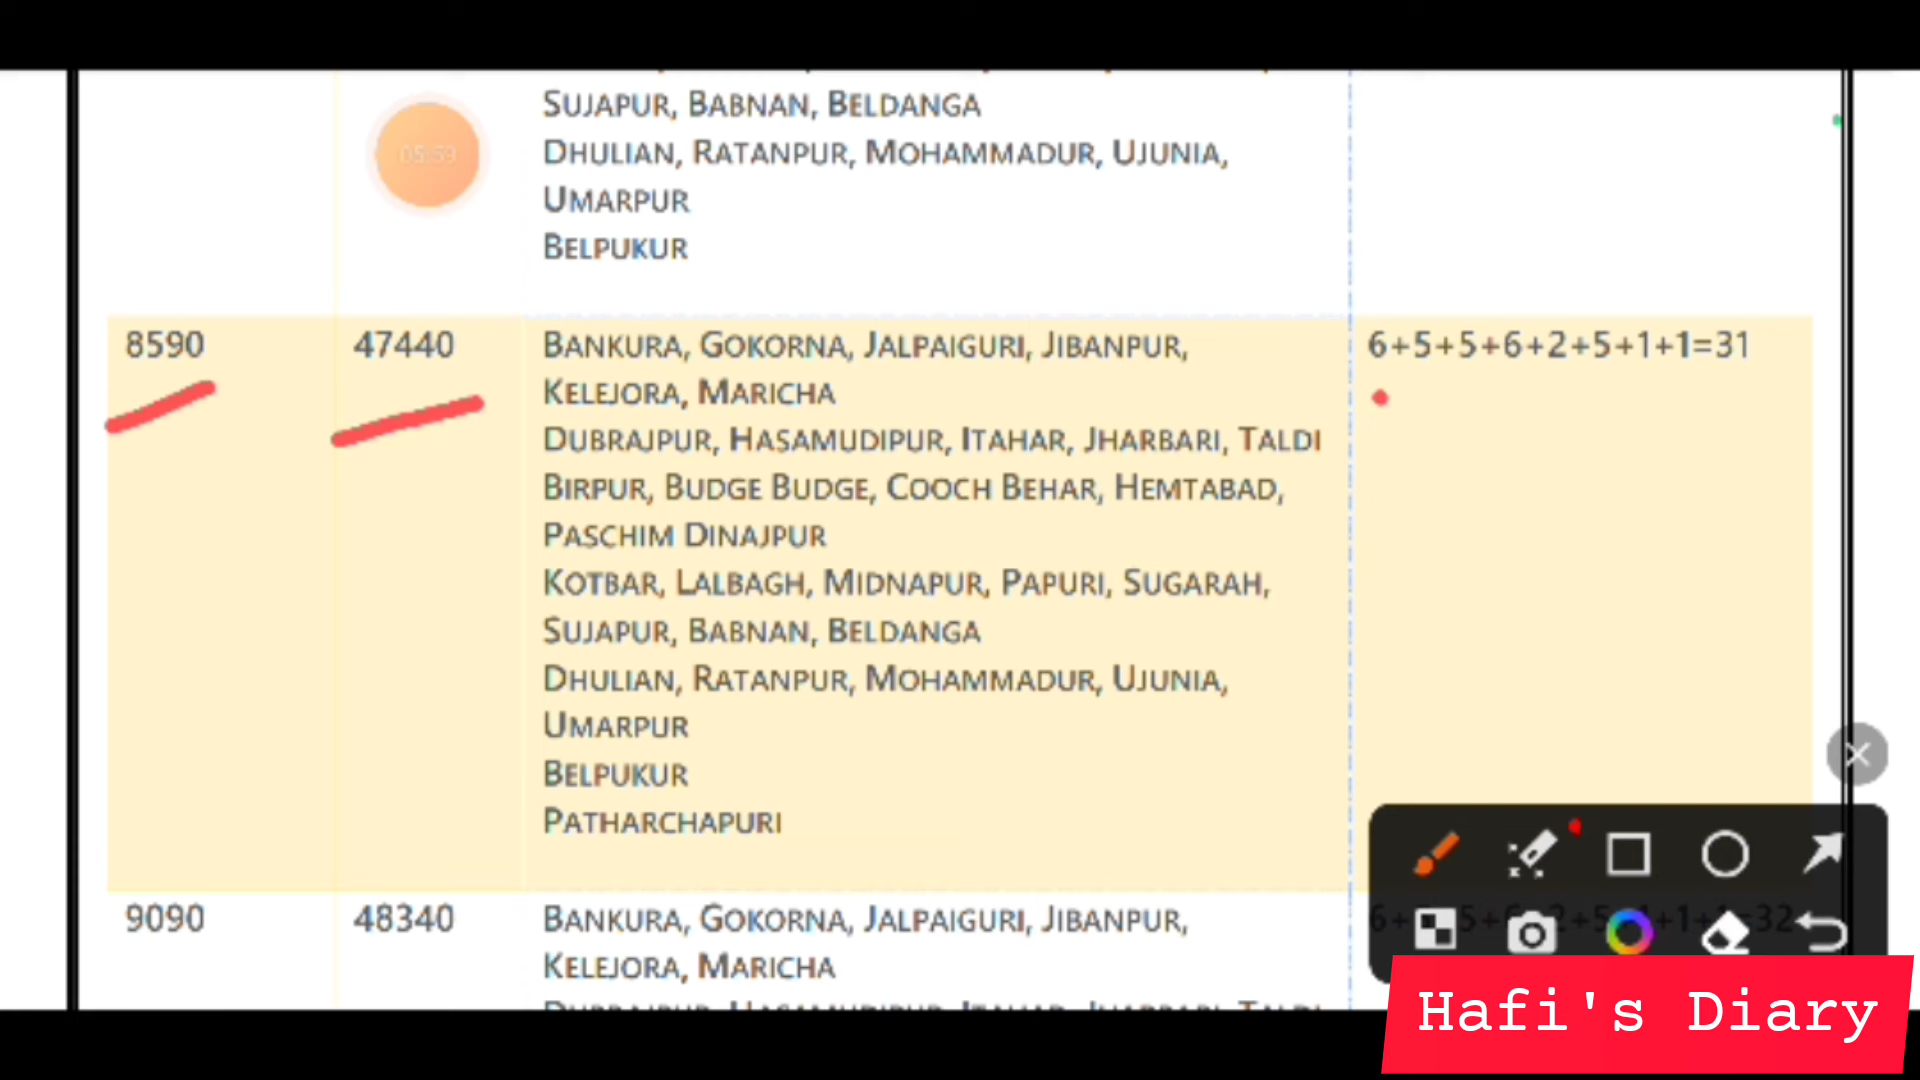 SUJAPUR, BABNAN, BELDANGA
05:59
DHULIAN, RATANPUR, MOHAMMADUR, UJUNIA,
UMARPUR
BELPUKUR
8590 47440 BANKURA, GOKORNA, JALPAIGURI, JIBANPUR, 6+5+5+6+2+5+1+1=31
KELEJORA, MARICHA
DUBRAJPUR, HASAMUDIPUR, ITAHAR, JHARBARI, TALDI
BIRPUR, BUDGE BUDGE, COOCH BEHAR, HEMTABAD,
PASCHIM DINAJPUR
KOTBAR, LALBAGH, MIDNAPUR, PAPURI, SUGARAH,
SUJAPUR, BABNAN, BELDANGA
DHULIAN, RATANPUR, MOHAMMADUR, UJUNIA,
UMARPUR
BELPUKUR
PATHARCHAPURI
9090 48340 BANKURA, GOKORNA, JALPAIGURI, JIBANPUR,
KELEJORA, MARICHA
Hafi's Diary